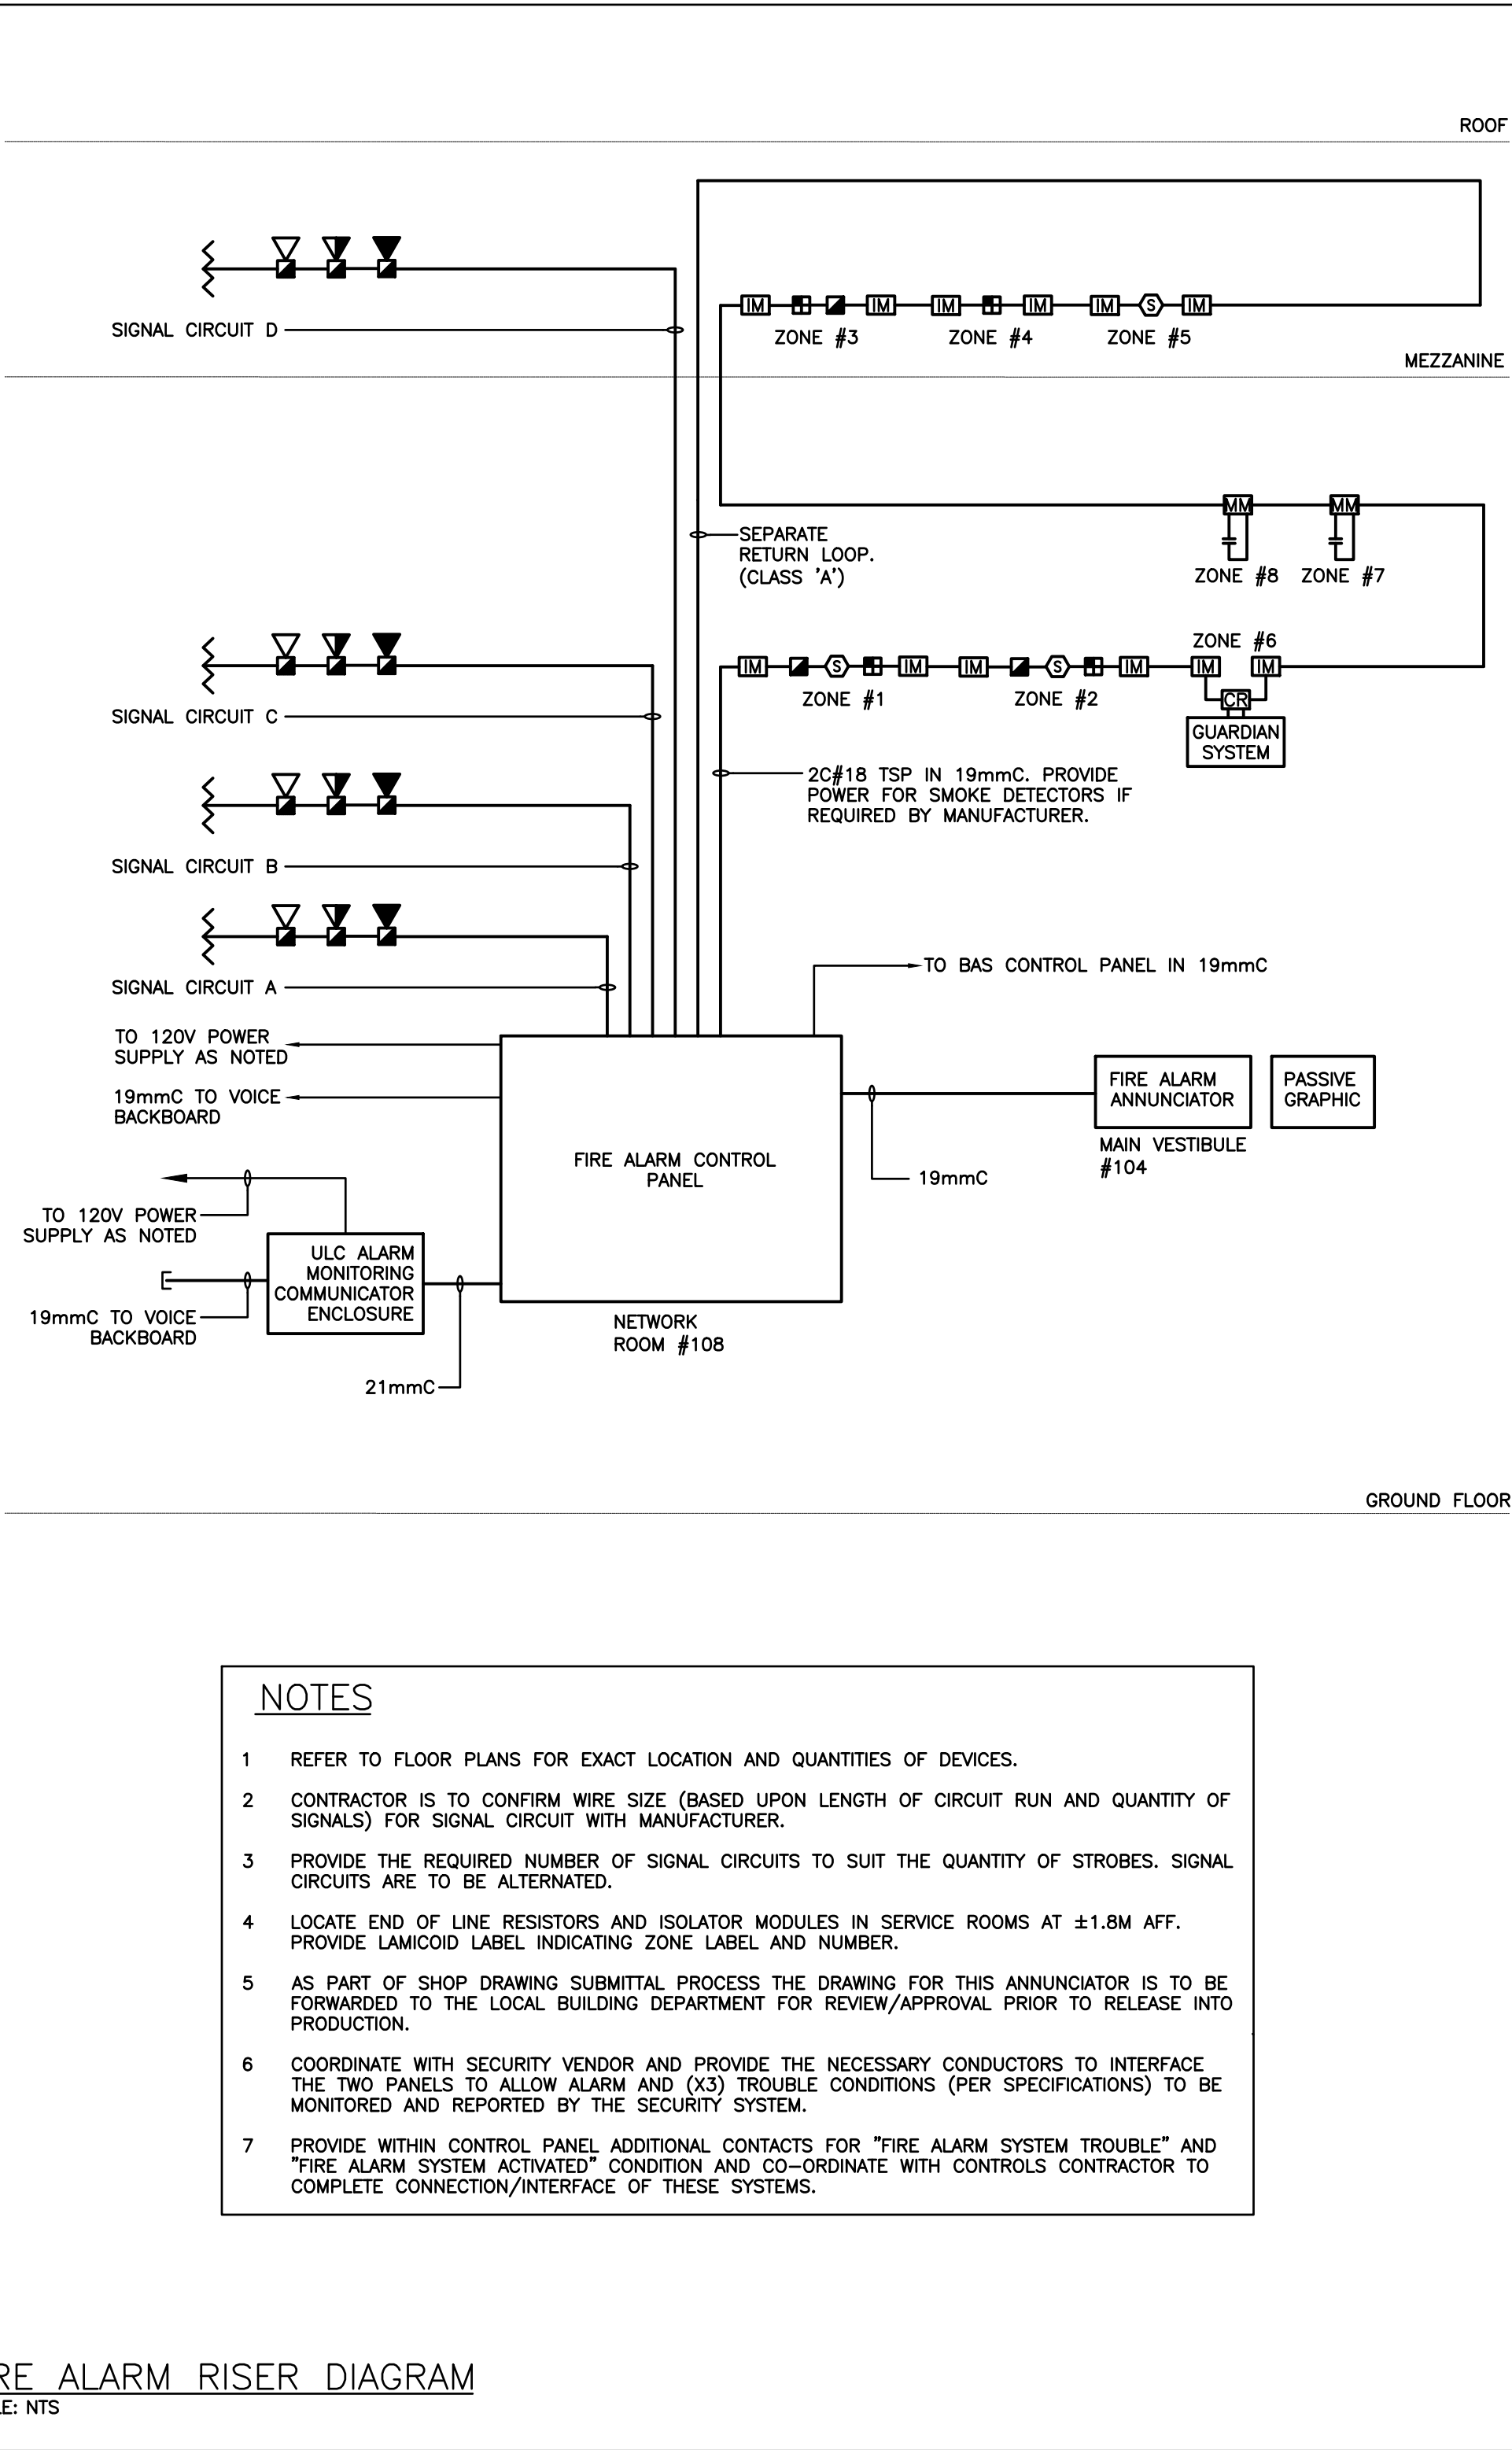 ROOF
IM
IM
IM
IM
IM
S
IM
ZONE #3
ZONE #4
ZONE #5
SIGNAL CIRCUIT D
MEZZANINE
MM
MM
SEPARATE
RETURN LOOP.
(CLASS 'A')
ZONE #8
ZONE #7
ZONE #6
IM
S
IM
IM
S
IM
IM
IM
ZONE #1
ZONE #2
CR
GUARDIAN
SYSTEM
SIGNAL CIRCUIT C
2C#18 TSP IN 19mmC. PROVIDE
POWER FOR SMOKE DETECTORS IF
REQUIRED BY MANUFACTURER.
SIGNAL CIRCUIT B
TO BAS CONTROL PANEL IN 19mmC
SIGNAL CIRCUIT A
TO 120V POWER
SUPPLY AS NOTED
19mmC TO VOICE
BACKBOARD
FIRE ALARM
ANNUNCIATOR
PASSIVE
GRAPHIC
MAIN VESTIBULE
#104
19mmC
FIRE ALARM CONTROL
PANEL
TO 120V POWER
SUPPLY AS NOTED
ULC ALARM
MONITORING
COMMUNICATOR
ENCLOSURE
19mmC TO VOICE
BACKBOARD
NETWORK
ROOM #108
21mmC
GROUND FLOOR
NOTES
1 REFER TO FLOOR PLANS FOR EXACT LOCATION AND QUANTITIES OF DEVICES.
2 CONTRACTOR IS TO CONFIRM WIRE SIZE (BASED UPON LENGTH OF CIRCUIT RUN AND QUANTITY OF
SIGNALS) FOR SIGNAL CIRCUIT WITH MANUFACTURER.
3 PROVIDE THE REQUIRED NUMBER OF SIGNAL CIRCUITS TO SUIT THE QUANTITY OF STROBES. SIGNAL
CIRCUITS ARE TO BE ALTERNATED.
4 LOCATE END OF LINE RESISTORS AND ISOLATOR MODULES IN SERVICE ROOMS AT ±1.8M AFF.
PROVIDE LAMICOID LABEL INDICATING ZONE LABEL AND NUMBER.
5 AS PART OF SHOP DRAWING SUBMITTAL PROCESS THE DRAWING FOR THIS ANNUNCIATOR IS TO BE
FORWARDED TO THE LOCAL BUILDING DEPARTMENT FOR REVIEW/APPROVAL PRIOR TO RELEASE INTO
PRODUCTION.
6 COORDINATE WITH SECURITY VENDOR AND PROVIDE THE NECESSARY CONDUCTORS TO INTERFACE
THE TWO PANELS TO ALLOW ALARM AND (X3) TROUBLE CONDITIONS (PER SPECIFICATIONS) TO BE
MONITORED AND REPORTED BY THE SECURITY SYSTEM.
7 PROVIDE WITHIN CONTROL PANEL ADDITIONAL CONTACTS FOR "FIRE ALARM SYSTEM TROUBLE" AND
"FIRE ALARM SYSTEM ACTIVATED" CONDITION AND CO-ORDINATE WITH CONTROLS CONTRACTOR TO
COMPLETE CONNECTION/INTERFACE OF THESE SYSTEMS.
RE ALARM RISER DIAGRAM
LE: NTS